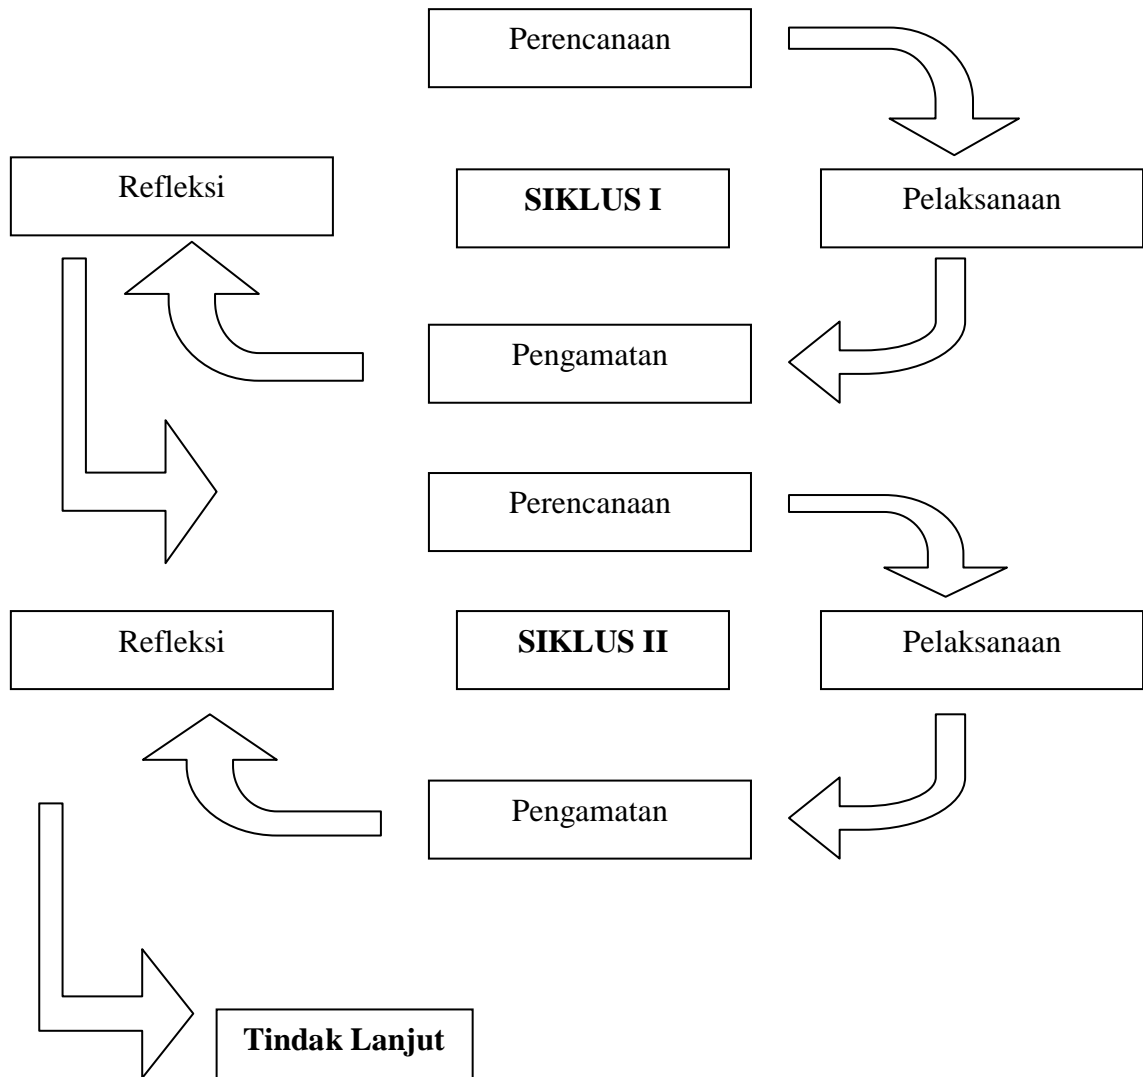 Perencanaan
Refleksi
SIKLUS I
Pelaksanaan
Pengamatan
Perencanaan
Refleksi
SIKLUS II
Pelaksanaan
Pengamatan
Tindak Lanjut